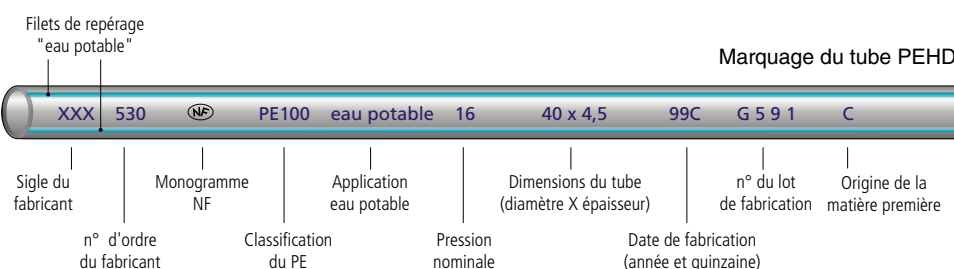 Filets de repérage
"eau potable"
Marquage du tube PEHD
XXX 530 NF PE100 eau potable 16 40 x 4,5 99C G 5 9 1 C
Sigle du
fabricant
Monogramme
NF
Application
eau potable
Dimensions du tube
(diamètre X épaisseur)
n° du lot
de fabrication
Origine de la
matière première
n° d'ordre
du fabricant
Classification
du PE
Pression
nominale
Date de fabrication
(année et quinzaine)